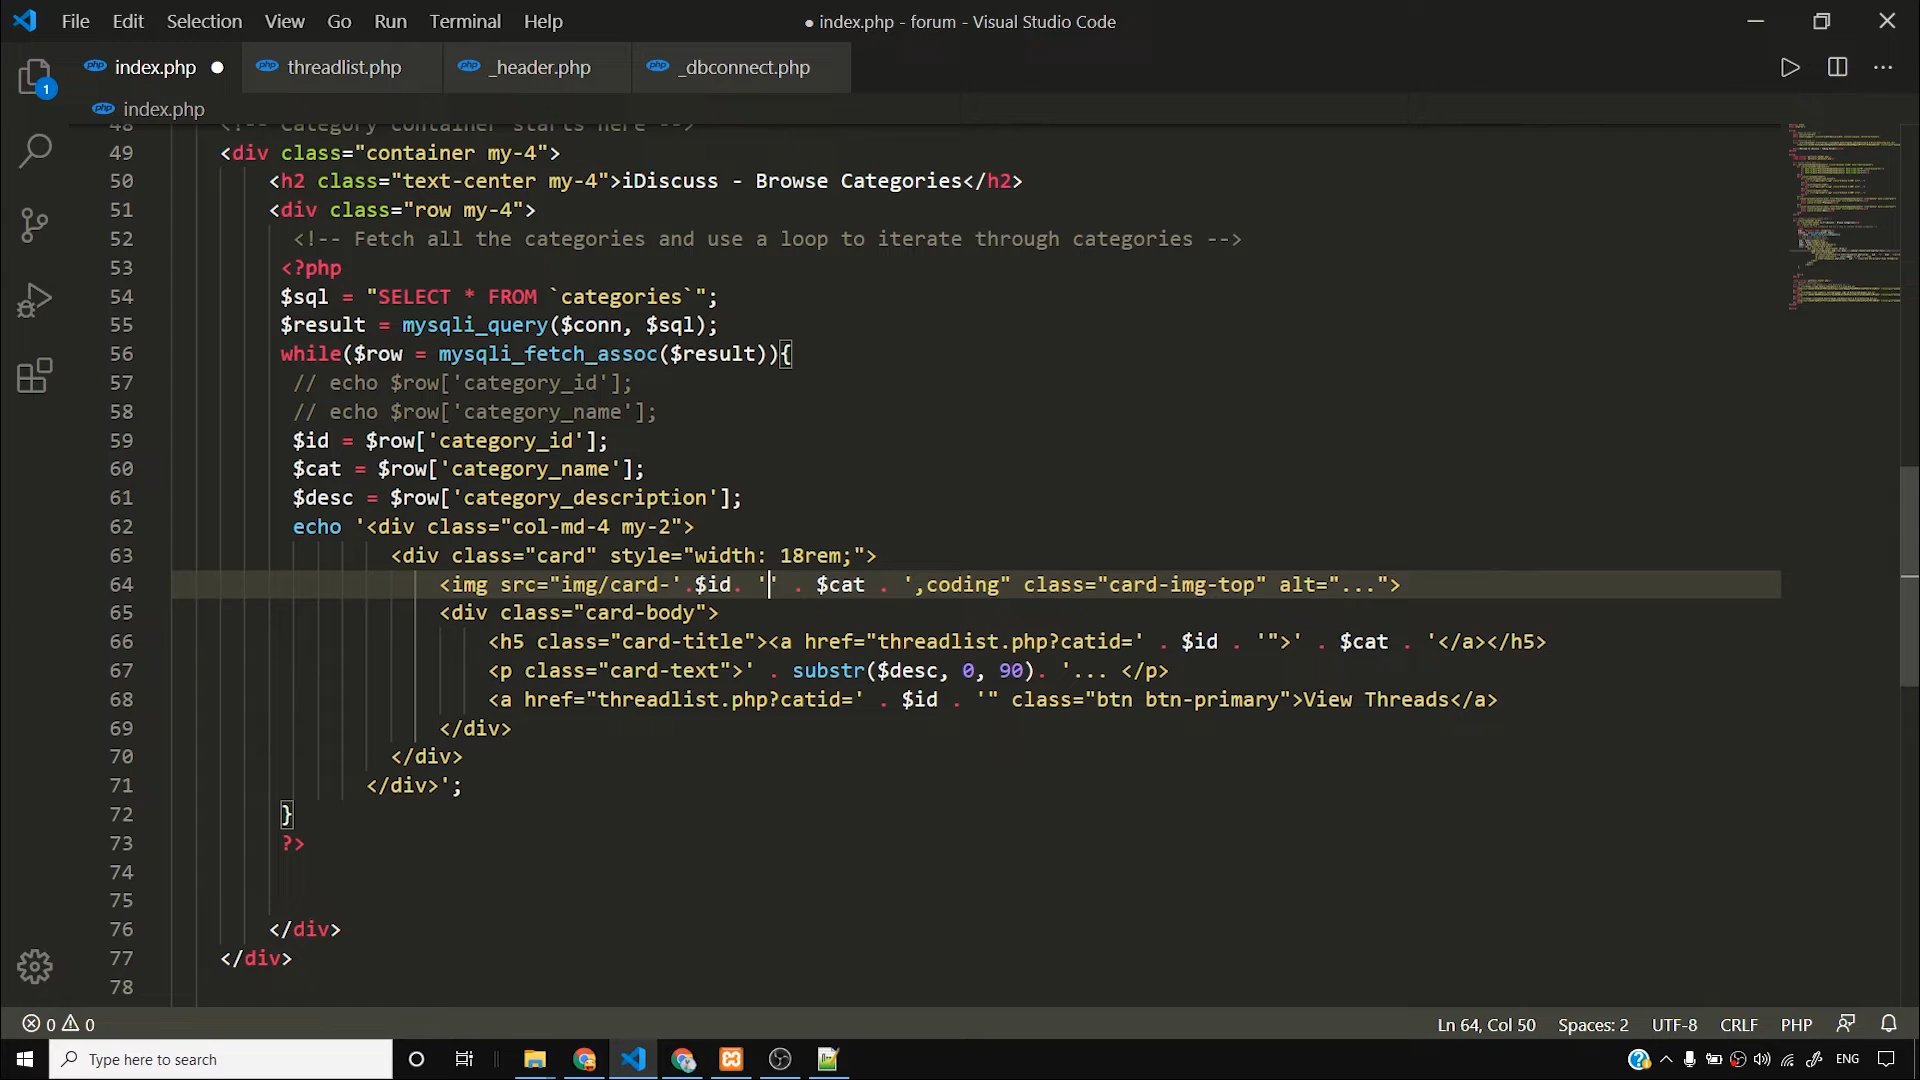 File Edit Selection View Go Run Terminal Help
● index.php - forum - Visual Studio Code
index.php ● threadlist.php _header.php _dbconnect.php
index.php
1
48 <!-- Category container starts here -->
49 <div class="container my-4">
50 <h2 class="text-center my-4">iDiscuss - Browse Categories</h2>
51 <div class="row my-4">
52 <!-- Fetch all the categories and use a loop to iterate through categories -->
53 <?php
54 $sql = "SELECT * FROM `categories`";
55 $result = mysqli_query($conn, $sql);
56 while($row = mysqli_fetch_assoc($result)){
57 // echo $row['category_id'];
58 // echo $row['category_name'];
59 $id = $row['category_id'];
60 $cat = $row['category_name'];
61 $desc = $row['category_description'];
62 echo '<div class="col-md-4 my-2">
63 <div class="card" style="width: 18rem;">
64 <img src="img/card-'.$id. '' . $cat . ',coding" class="card-img-top" alt="...">
65 <div class="card-body">
66 <h5 class="card-title"><a href="threadlist.php?catid=' . $id . '">' . $cat . '</a></h5>
67 <p class="card-text">' . substr($desc, 0, 90). '... </p>
68 <a href="threadlist.php?catid=' . $id . '" class="btn btn-primary">View Threads</a>
69 </div>
70 </div>
71 </div>';
72 }
73 ?>
74
75
76 </div>
77 </div>
78
0 0
Ln 64, Col 50 Spaces: 2 UTF-8 CRLF PHP
Type here to search
ENG